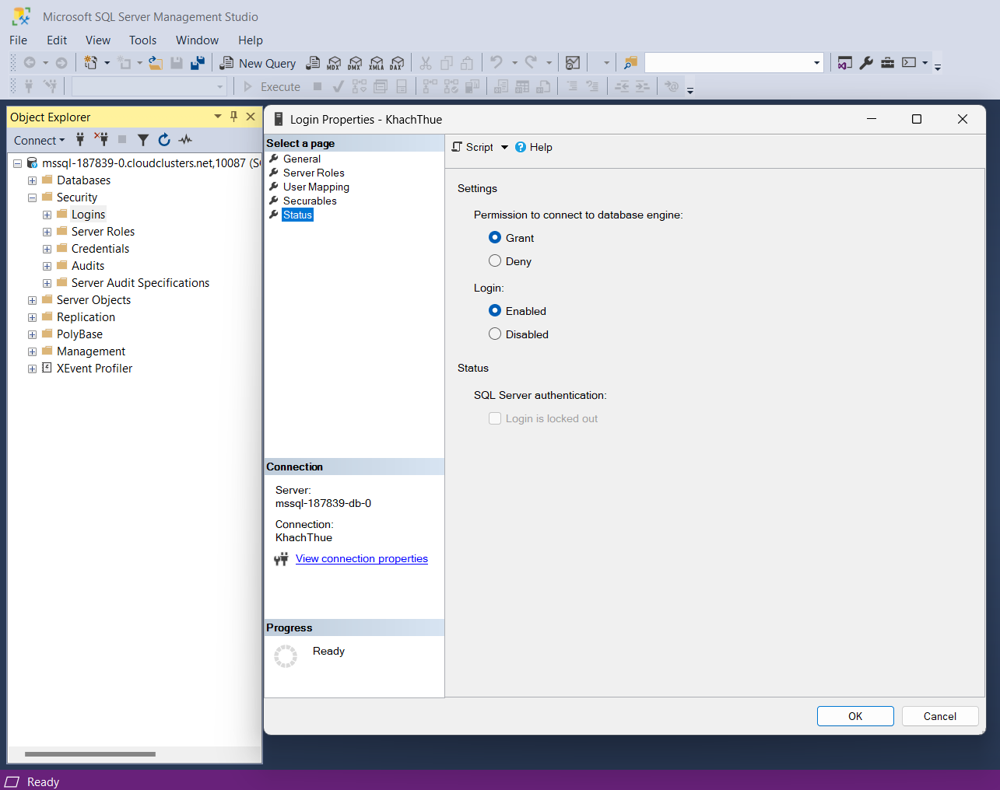 Microsoft SQL Server Management Studio
File Edit View Tools Window Help
New Query MDX DMX XMLA DAX
Execute
Object Explorer
Connect
mssql-187839-0.cloudclusters.net,10087 (S
Databases
Security
Logins
Server Roles
Credentials
Audits
Server Audit Specifications
Server Objects
Replication
PolyBase
Management
XEvent Profiler
Login Properties - KhachThue
Select a page
General
Server Roles
User Mapping
Securables
Status
Connection
Server:
mssql-187839-db-0
Connection:
KhachThue
View connection properties
Progress
Ready
Script Help
Settings
Permission to connect to database engine:
Grant
Deny
Login:
Enabled
Disabled
Status
SQL Server authentication:
Login is locked out
OK Cancel
Ready